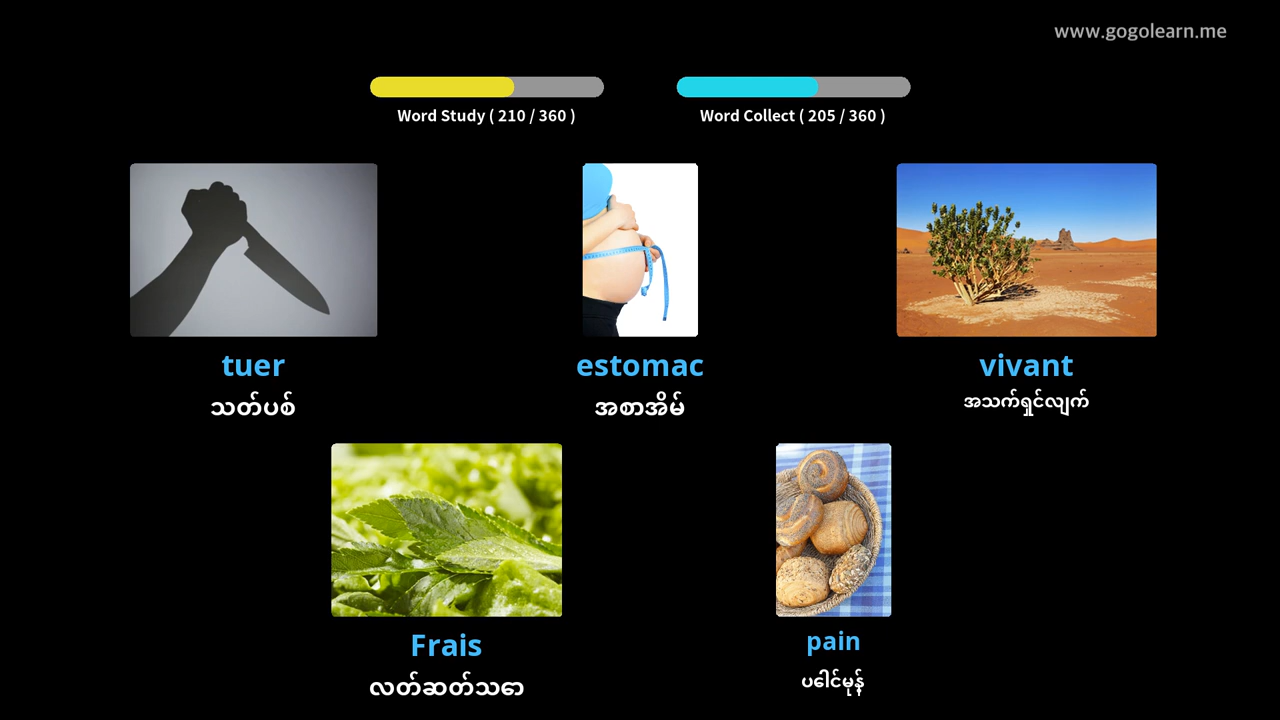 www.gogolearn.me
Word Study ( 210 / 360 )
Word Collect ( 205 / 360 )
tuer
သတ်ပစ်
estomac
အစာအိမ်
vivant
အသက်ရှင်လျက်
Frais
လတ်ဆတ်သော
pain
ပေါင်မုန့်